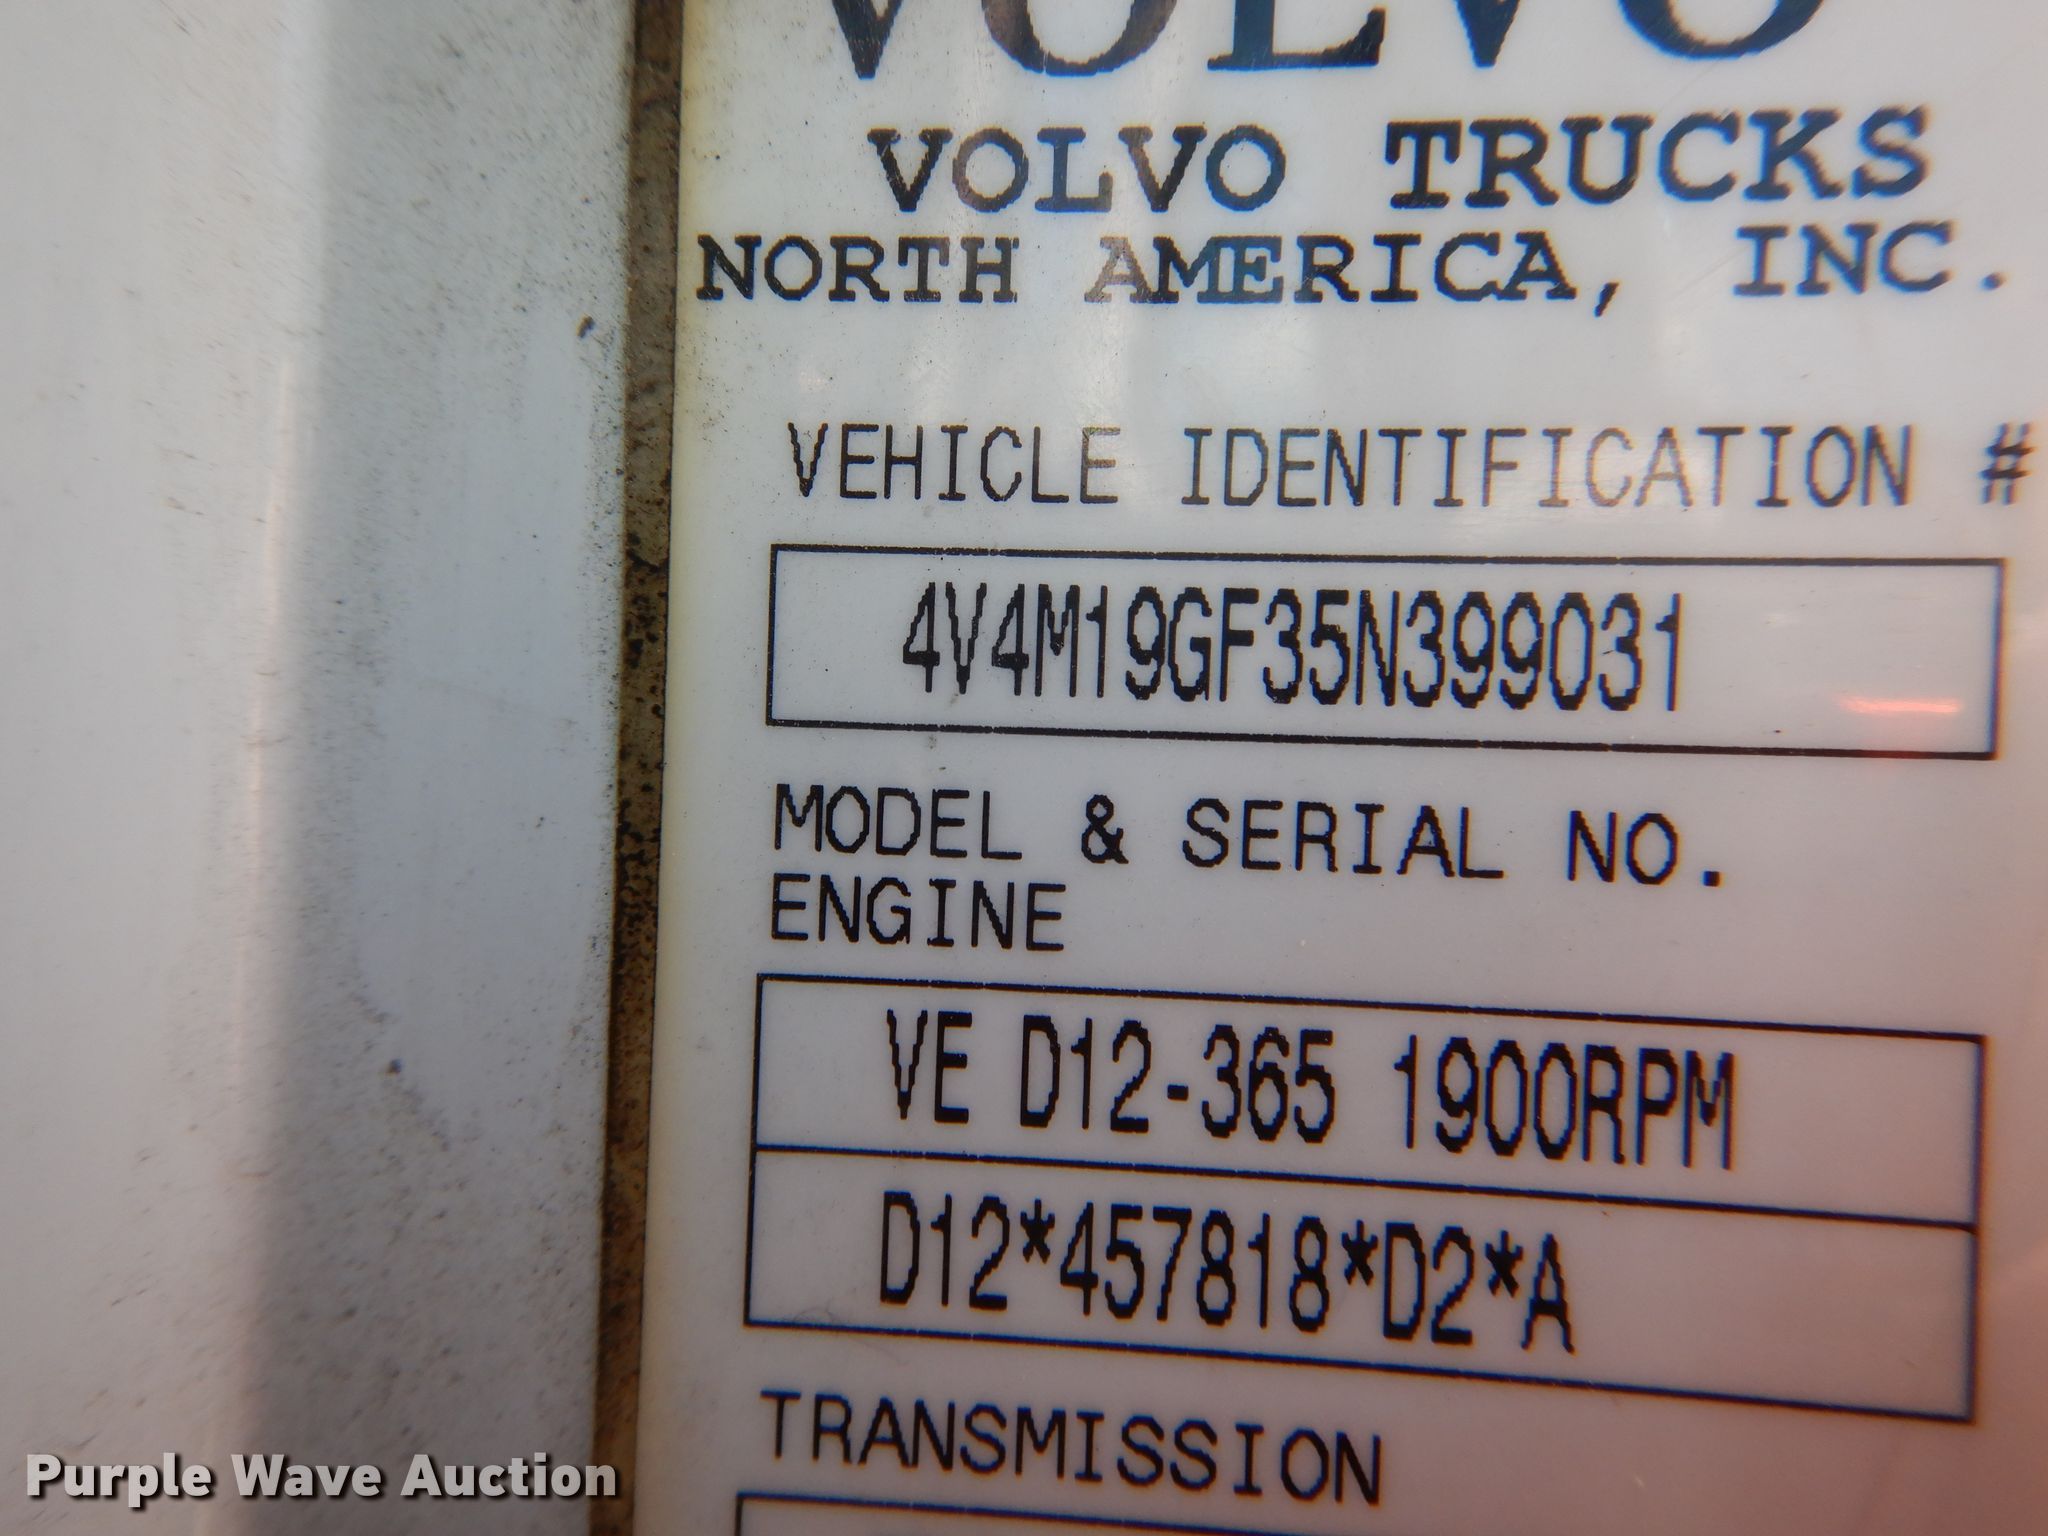 VOLVO
VOLVO TRUCKS
NORTH AMERICA, INC.
VEHICLE IDENTIFICATION #
4V4M19GF35N399031
MODEL & SERIAL NO.
ENGINE
VE D12-365 1900RPM
D12*457818*D2*A
TRANSMISSION
Purple Wave Auction